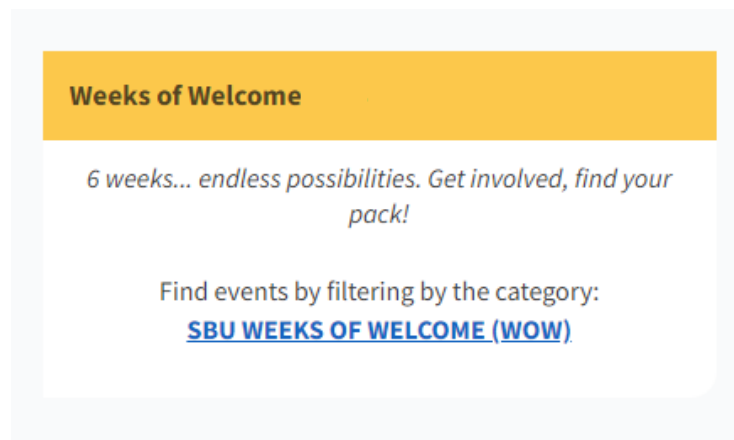 Weeks of Welcome
6 weeks... endless possibilities. Get involved, find your
pack!
Find events by filtering by the category:
SBU WEEKS OF WELCOME (WOW)